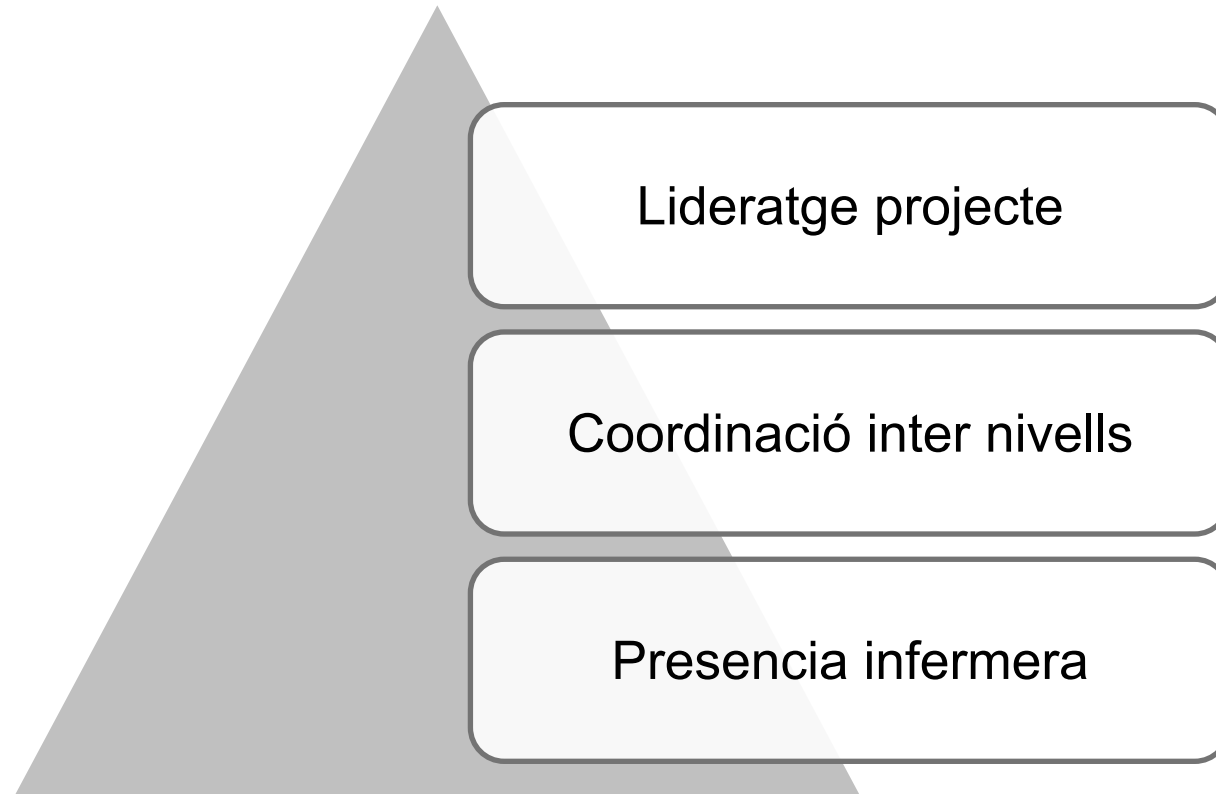 Lideratge projecte
Coordinació inter nivells
Presencia infermera